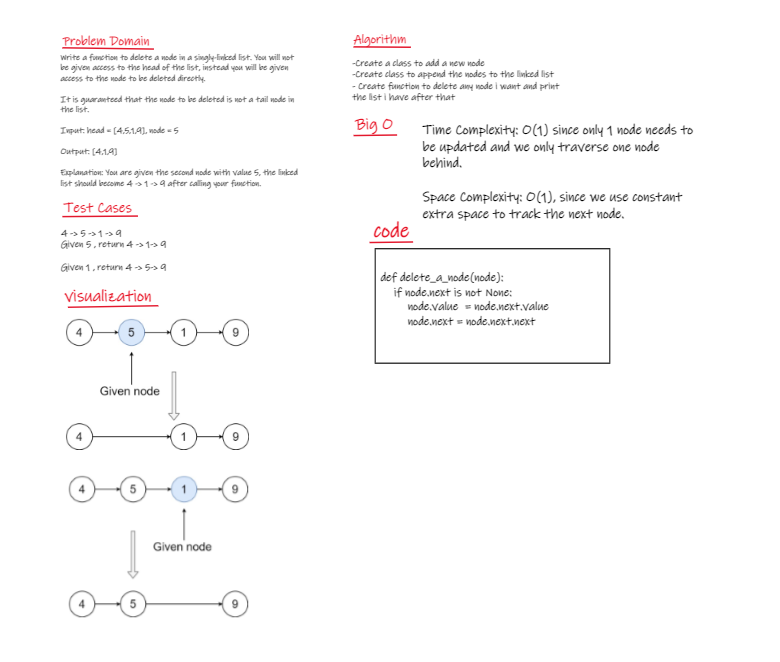 Problem Domain
Write a function to delete a node in a singly-linked list. You will not
be given access to the head of the list, instead you will be given
access to the node to be deleted directly.
It is guaranteed that the node to be deleted is not a tail node in
the list.
Input: head = [4,5,1,9], node = 5
Output: [4,1,9]
Explanation: You are given the second node with value 5, the linked
list should become 4 -> 1 -> 9 after calling your function.
Test Cases
4 -> 5 -> 1 -> 9
Given 5 , return 4 -> 1-> 9
Given 1 , return 4 -> 5-> 9
Visualization
4 5 1 9
Given node
4 1 9
4 5 1 9
Given node
4 5 9
Algorithm
-Create a class to add a new node
-Create class to append the nodes to the linked list
- Create function to delete any node i want and print
the list i have after that
Big O
Time Complexity: O(1) since only 1 node needs to
be updated and we only traverse one node
behind.
Space Complexity: O(1), since we use constant
extra space to track the next node.
code
def delete_a_node(node):
if node.next is not None:
node.value = node.next.value
node.next = node.next.next